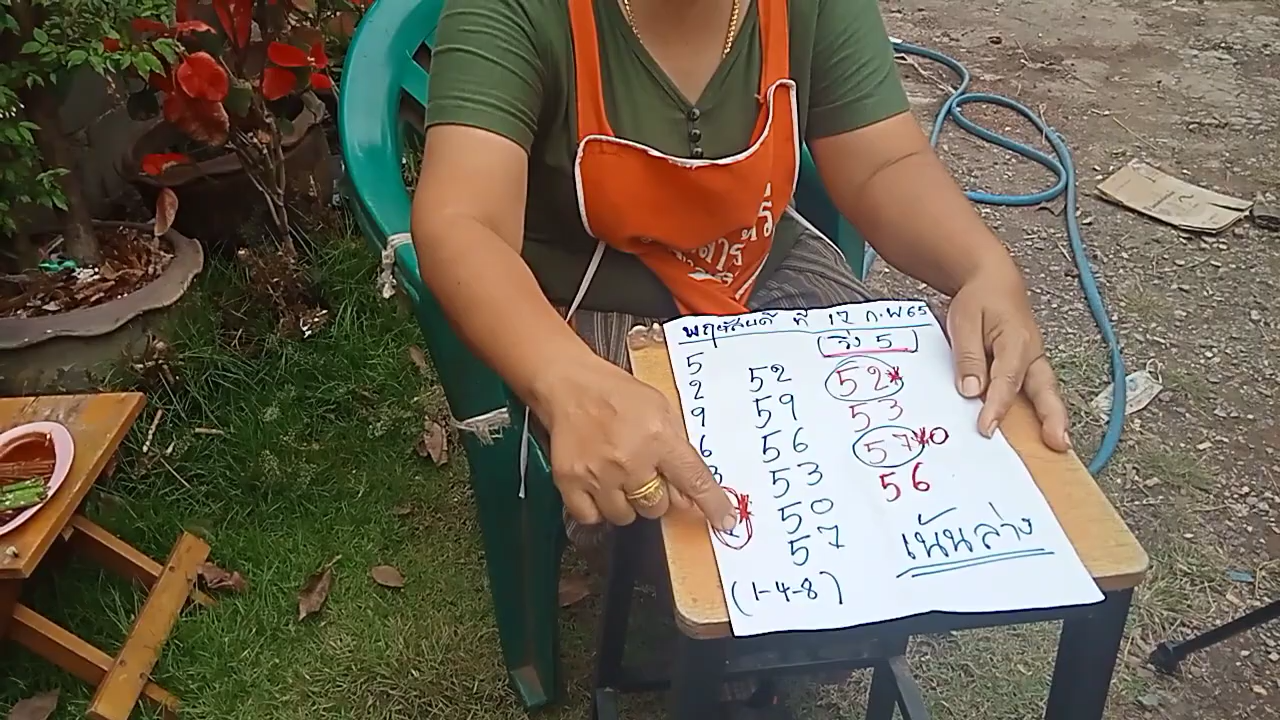 พฤหัสบดี ที่ 17 ก.พ 65
(วิ่ง 5)
5
2 52 52*
9 59 53
6 56 57*0
3 53 56
50
57
เน้นล่าง
(1-4-8)